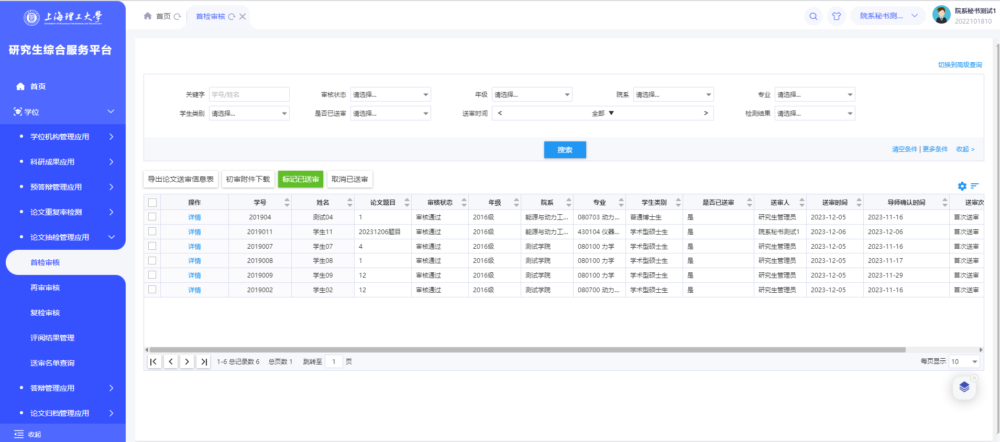 上海理工大学
UNIVERSITY OF SHANGHAI FOR SCIENCE AND TECHNOLOGY
首页
首检审核
院系秘书测试1
2022101810
院系秘书测...
研究生综合服务平台
首页
学位
学位机构管理应用
科研成果应用
预答辩管理应用
论文重复率检测
论文抽检管理应用
首检审核
再审审核
复检审核
评阅结果管理
送审名单查询
答辩管理应用
论文归档管理应用
收起
切换到高级查询
关键字 学号/姓名 审核状态 请选择... 年级 请选择... 院系 请选择... 专业 请选择...
学生类别 请选择... 是否已送审 请选择... 送审时间 < 全部 ▼ > 检测结果 请选择...
搜索 清空条件 | 更多条件 收起 >
导出论文送审信息表 初审附件下载 标记已送审 取消已送审
操作 学号 姓名 论文题目 审核状态 年级 院系 专业 学生类别 是否已送审 送审人 送审时间 导师确认时间 送审次
详情 201904 测试04 1 审核通过 2016级 能源与动力工... 080703 动力... 普通博士生 是 研究生管理员 2023-12-05 2023-11-16 首次送审
详情 2019011 学生11 20231206题目 审核通过 2016级 能源与动力工... 430104 仪器... 学术型硕士生 是 院系秘书测试1 2023-12-06 2023-12-06 首次送审
详情 2019007 学生07 4 审核通过 2016级 测试学院 080100 力学 学术型硕士生 是 研究生管理员 2023-12-05 2023-11-16 首次送审
详情 2019008 学生08 1 审核通过 2016级 测试学院 080100 力学 学术型硕士生 是 研究生管理员 2023-12-05 2023-11-17 首次送审
详情 2019009 学生09 12 审核通过 2016级 测试学院 080100 力学 学术型硕士生 是 研究生管理员 2023-12-05 2023-11-29 首次送审
详情 2019002 学生02 12 审核通过 2016级 测试学院 080700 动力... 学术型硕士生 是 研究生管理员 2023-12-05 2023-11-16 首次送审
1-6 总记录数 6 总页数 1 跳转至 1 页 每页显示 10